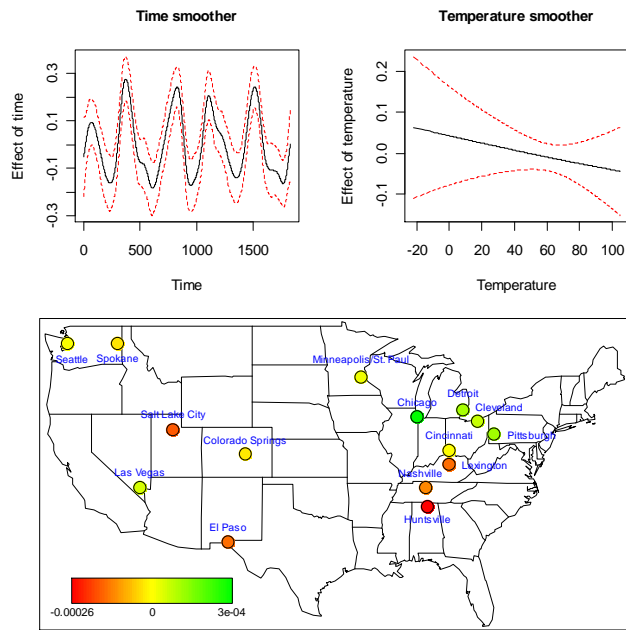 Time smoother
Temperature smoother
Effect of time
0.3
0.1
-0.1
-0.3
0
500
1000
1500
Time
Effect of temperature
0.2
0.1
0.0
-0.1
-20
0
20
40
60
80
100
Temperature
Seattle
Spokane
Minneapolis/St. Paul
Detroit
Chicago
Cleveland
Salt Lake City
Cincinnati
Pittsburgh
Colorado Springs
Las Vegas
Nashville
Lexington
Huntsville
El Paso
-0.00026
0
3e-04